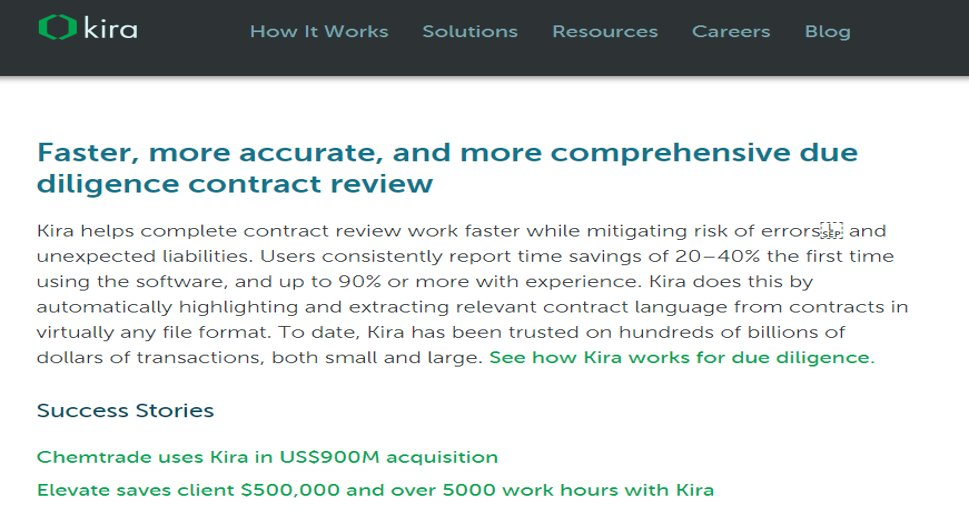 kira How It Works Solutions Resources Careers Blog
Faster, more accurate, and more comprehensive due
diligence contract review
Kira helps complete contract review work faster while mitigating risk of errors and
unexpected liabilities. Users consistently report time savings of 20–40% the first time
using the software, and up to 90% or more with experience. Kira does this by
automatically highlighting and extracting relevant contract language from contracts in
virtually any file format. To date, Kira has been trusted on hundreds of billions of
dollars of transactions, both small and large. See how Kira works for due diligence.
Success Stories
Chemtrade uses Kira in US$900M acquisition
Elevate saves client $500,000 and over 5000 work hours with Kira